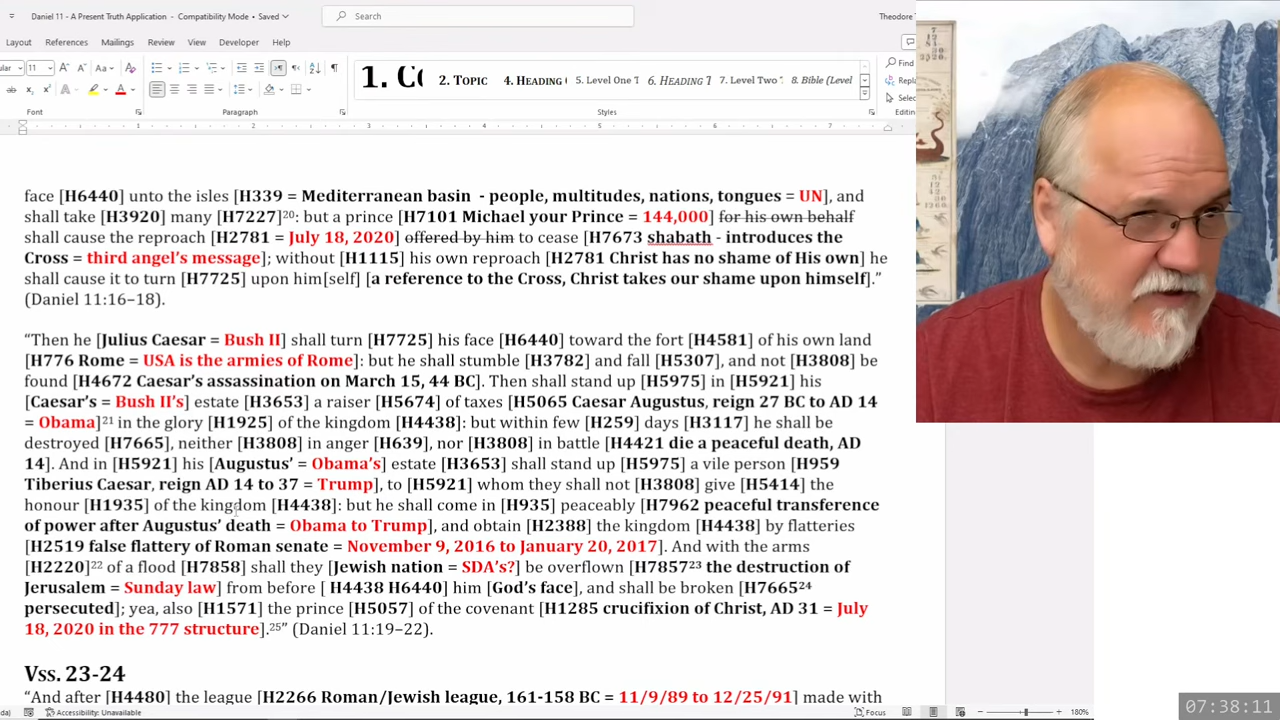 Daniel 11 - A Present Truth Application - Compatibility Mode • Saved
Search
Theodore
Layout References Mailings Review View Developer Help
11
Aa
1. Co
2. TOPIC
4. HEADING
5. Level One
6. HEADING
7. Level Two
8. Bible (Level
Find
Font
Paragraph
Styles
1 2 3 4 5 6 7
face [H6440] unto the isles [H339 = Mediterranean basin - people, multitudes, nations, tongues = UN], and
shall take [H3920] many [H7227]20: but a prince [H7101 Michael your Prince = 144,000] for his own behalf
shall cause the reproach [H2781 = July 18, 2020] offered by him to cease [H7673 shabath - introduces the
Cross = third angel's message]; without [H1115] his own reproach [H2781 Christ has no shame of His own] he
shall cause it to turn [H7725] upon him[self] [a reference to the Cross, Christ takes our shame upon himself].”
(Daniel 11:16–18).
“Then he [Julius Caesar = Bush II] shall turn [H7725] his face [H6440] toward the fort [H4581] of his own land
[H776 Rome = USA is the armies of Rome]: but he shall stumble [H3782] and fall [H5307], and not [H3808] be
found [H4672 Caesar’s assassination on March 15, 44 BC]. Then shall stand up [H5975] in [H5921] his
[Caesar’s = Bush II’s] estate [H3653] a raiser [H5674] of taxes [H5065 Caesar Augustus, reign 27 BC to AD 14
= Obama]21 in the glory [H1925] of the kingdom [H4438]: but within few [H259] days [H3117] he shall be
destroyed [H7665], neither [H3808] in anger [H639], nor [H3808] in battle [H4421 die a peaceful death, AD
14]. And in [H5921] his [Augustus’ = Obama’s] estate [H3653] shall stand up [H5975] a vile person [H959
Tiberius Caesar, reign AD 14 to 37 = Trump], to [H5921] whom they shall not [H3808] give [H5414] the
honour [H1935] of the kingdom [H4438]: but he shall come in [H935] peaceably [H7962 peaceful transference
of power after Augustus’ death = Obama to Trump], and obtain [H2388] the kingdom [H4438] by flatteries
[H2519 false flattery of Roman senate = November 9, 2016 to January 20, 2017]. And with the arms
[H2220]22 of a flood [H7858] shall they [Jewish nation = SDA’s?] be overflown [H785723 the destruction of
Jerusalem = Sunday law] from before [ H4438 H6440] him [God’s face], and shall be broken [H766524
persecuted]; yea, also [H1571] the prince [H5057] of the covenant [H1285 crucifixion of Christ, AD 31 = July
18, 2020 in the 777 structure].25” (Daniel 11:19–22).
Vss. 23-24
“And after [H4480] the league [H2266 Roman/Jewish league, 161-158 BC = 11/9/89 to 12/25/91] made with
Accessibility: Unavailable
Focus
180%
07:38:11